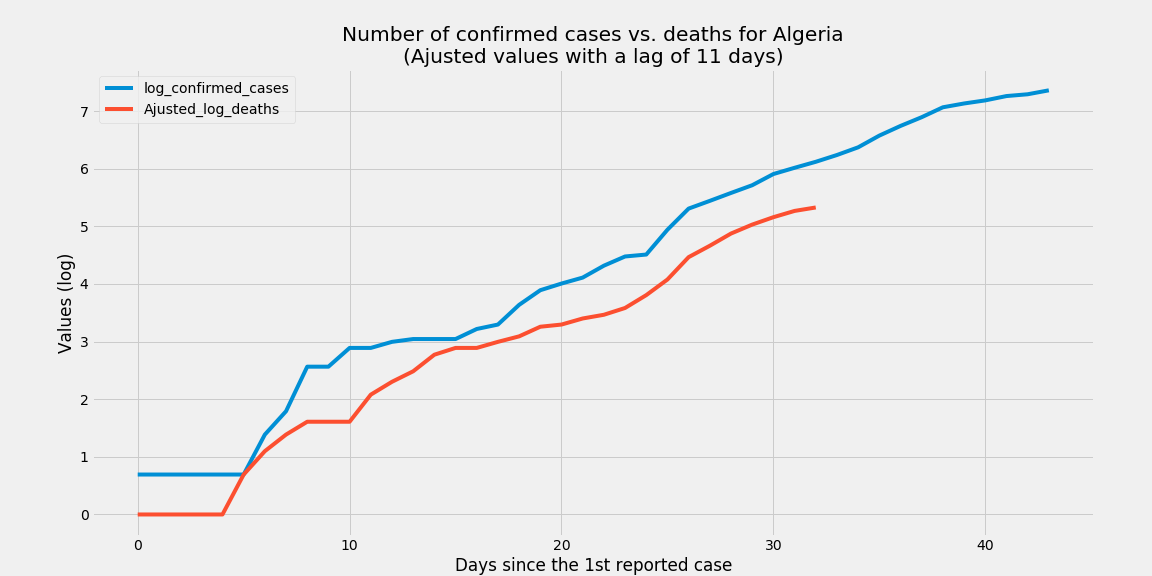 Number of confirmed cases vs. deaths for Algeria
(Ajusted values with a lag of 11 days)
log_confirmed_cases
Ajusted_log_deaths
7
6
5
4
3
2
1
0
Values (log)
0 10 20 30 40
Days since the 1st reported case